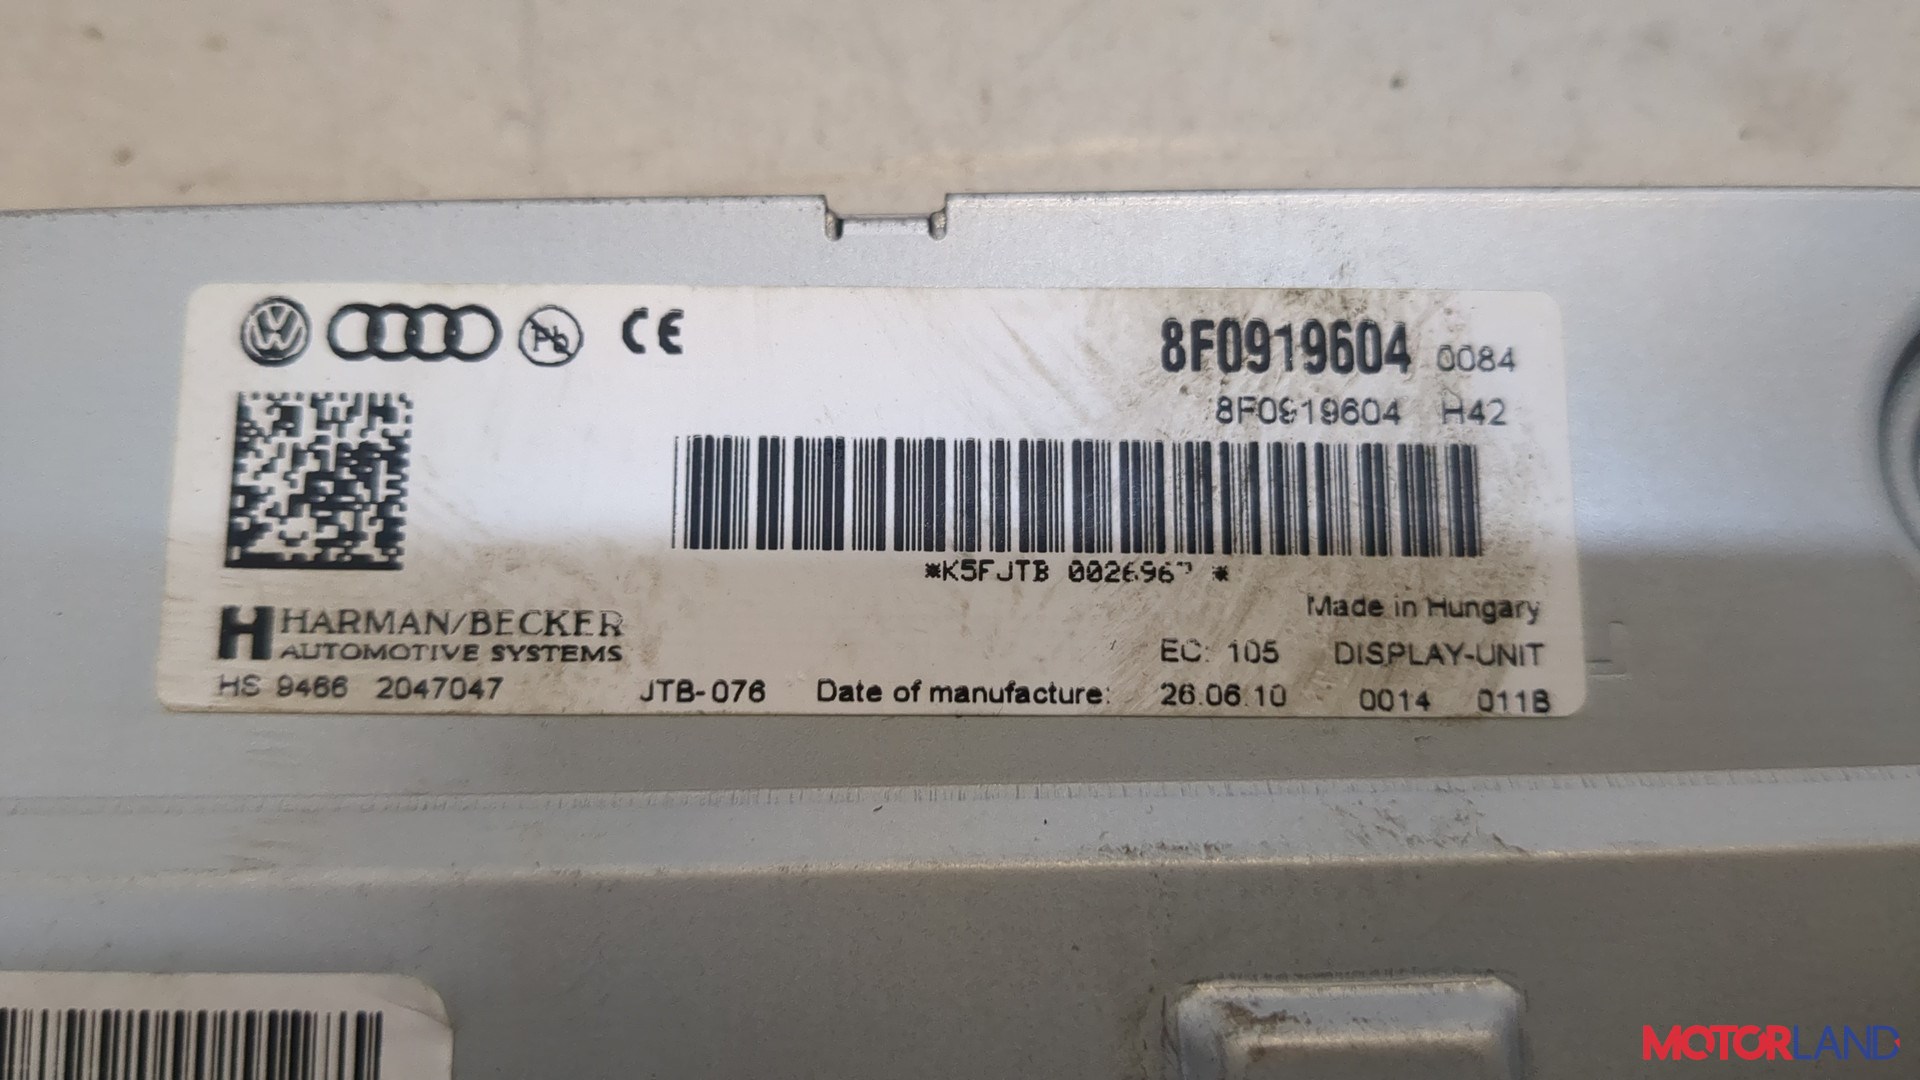 Pb CE
8F0919604 0084
8F0919604 H42
*K5FJTB *
Made in Hungary
H HARMAN/BECKER
AUTOMOTIVE SYSTEMS
EC: 105 DISPLAY-UNIT
HS 9466 2047047 JTB-076 Date of manufacture: 26.06.10 0014 011B
MOTORLAND